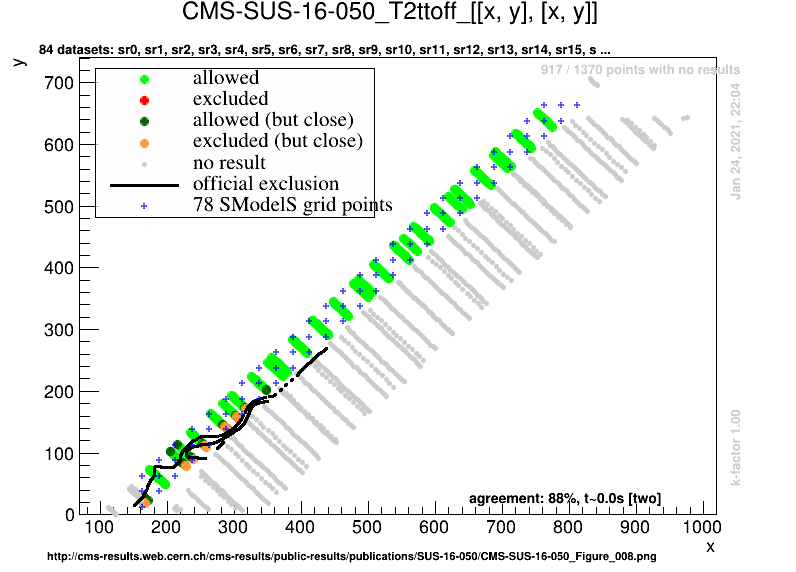 CMS-SUS-16-050_T2ttoff_[[x, y], [x, y]]
84 datasets: sr0, sr1, sr2, sr3, sr4, sr5, sr6, sr7, sr8, sr9, sr10, sr11, sr12, sr13, sr14, sr15, s ...
y
917 / 1370 points with no results
allowed
excluded
allowed (but close)
excluded (but close)
no result
official exclusion
78 SModelS grid points
700
600
500
400
300
200
100
0
Jan 24, 2021, 22:04
k-factor 1.00
agreement: 88%, t~0.0s [two]
100 200 300 400 500 600 700 800 900 1000
x
http://cms-results.web.cern.ch/cms-results/public-results/publications/SUS-16-050/CMS-SUS-16-050_Figure_008.png